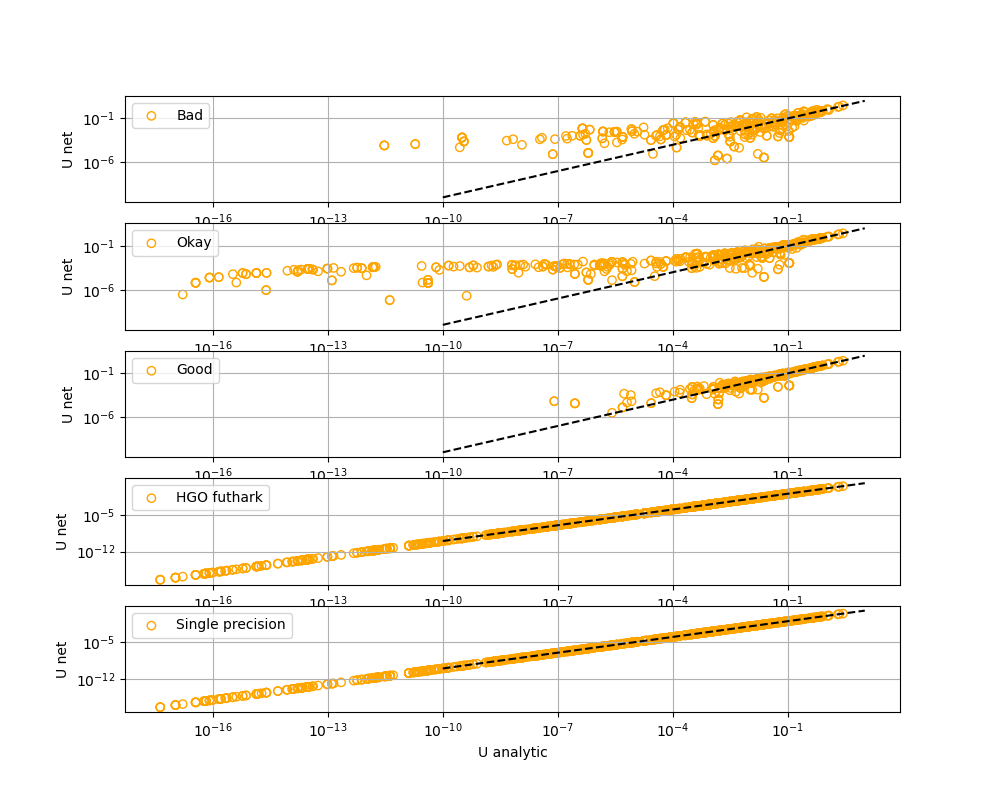 Bad
U net
10⁻¹
10⁻⁶
10⁻¹⁶ 10⁻¹³ 10⁻¹⁰ 10⁻⁷ 10⁻⁴ 10⁻¹
Okay
U net
10⁻¹
10⁻⁶
10⁻¹⁶ 10⁻¹³ 10⁻¹⁰ 10⁻⁷ 10⁻⁴ 10⁻¹
Good
U net
10⁻¹
10⁻⁶
10⁻¹⁶ 10⁻¹³ 10⁻¹⁰ 10⁻⁷ 10⁻⁴ 10⁻¹
HGO futhark
U net
10⁻⁵
10⁻¹²
10⁻¹⁶ 10⁻¹³ 10⁻¹⁰ 10⁻⁷ 10⁻⁴ 10⁻¹
Single precision
U net
10⁻⁵
10⁻¹²
10⁻¹⁶ 10⁻¹³ 10⁻¹⁰ 10⁻⁷ 10⁻⁴ 10⁻¹
U analytic